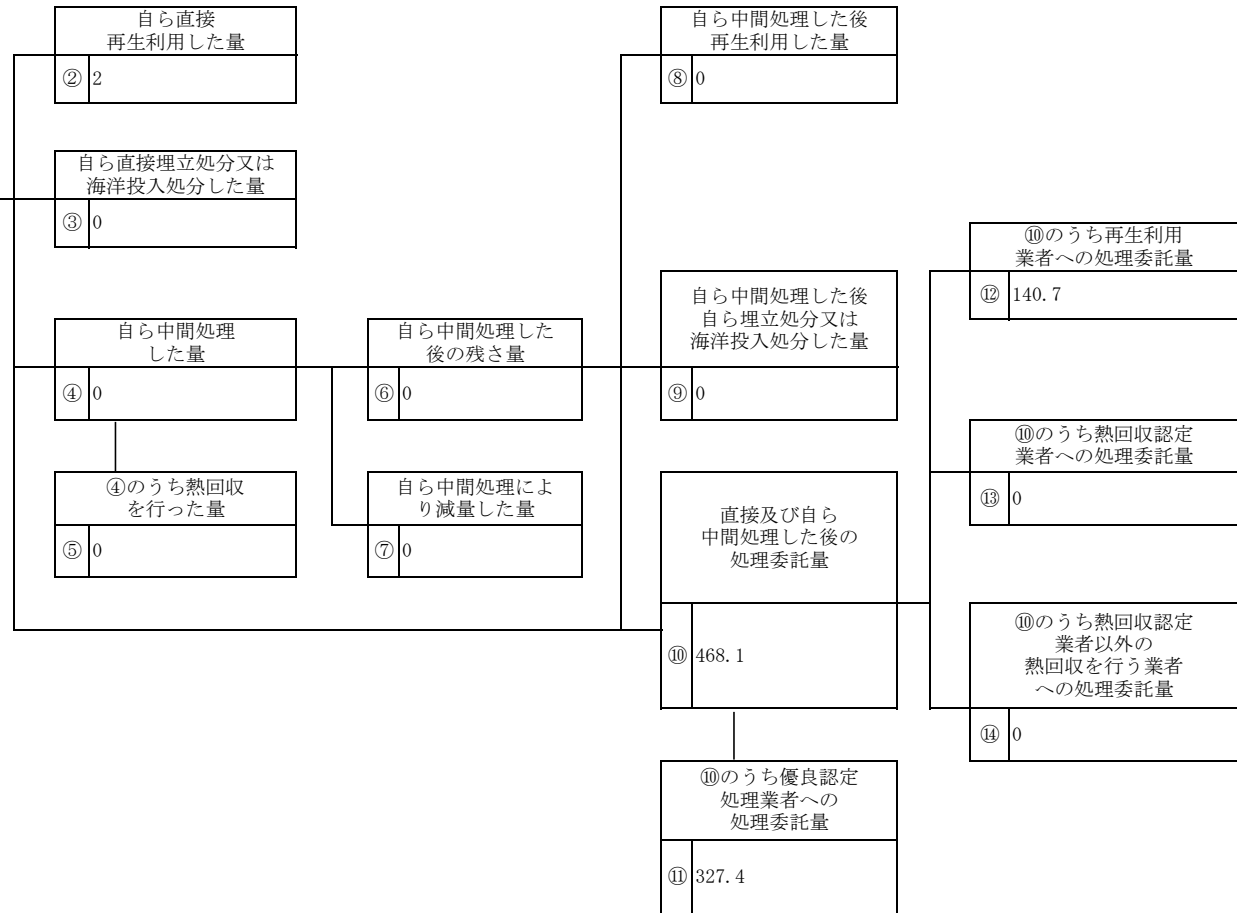 自ら直接
再生利用した量
② 2
自ら直接埋立処分又は
海洋投入処分した量
③ 0
自ら中間処理
した量
④ 0
④のうち熱回収
を行った量
⑤ 0
自ら中間処理した
後の残さ量
⑥ 0
自ら中間処理によ
り減量した量
⑦ 0
自ら中間処理した後
再生利用した量
⑧ 0
自ら中間処理した後
自ら埋立処分又は
海洋投入処分した量
⑨ 0
直接及び自ら
中間処理した後の
処理委託量
⑩ 468.1
⑩のうち優良認定
処理業者への
処理委託量
⑪ 327.4
⑩のうち再生利用
業者への処理委託量
⑫ 140.7
⑩のうち熱回収認定
業者への処理委託量
⑬ 0
⑩のうち熱回収認定
業者以外の
熱回収を行う業者
への処理委託量
⑭ 0